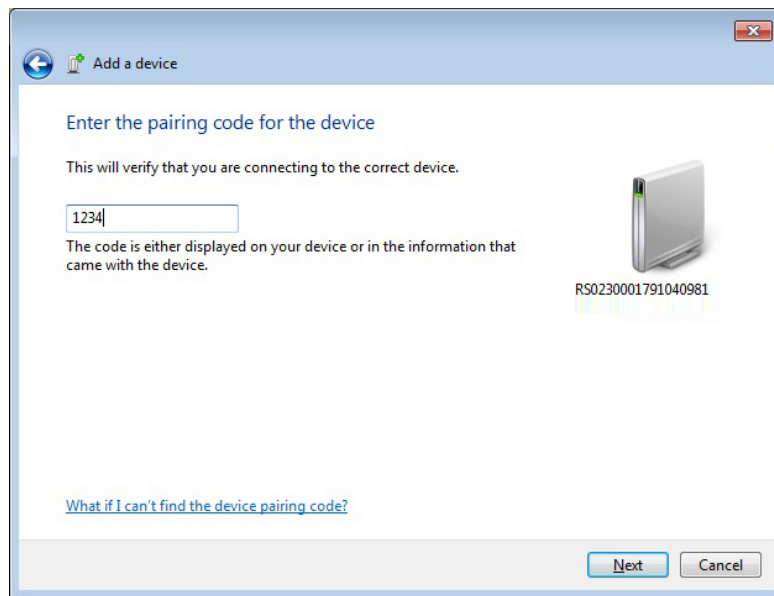 Add a device
Enter the pairing code for the device
This will verify that you are connecting to the correct device.
1234
The code is either displayed on your device or in the information that
came with the device.
RS0230001791040981
What if I can't find the device pairing code?
Next
Cancel